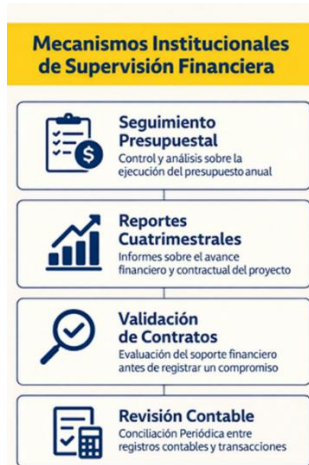 Mecanismos Institucionales
de Supervisión Financiera
Seguimiento
Presupuestal
Control y análisis sobre la
ejecución del presupuesto anual
Reportes
Cuatrimestrales
Informes sobre el avance
financiero y contractual del proyecto
Validación
de Contratos
Evaluación del soporte financiero
antes de registrar un compromiso
Revisión Contable
Conciliación Periódica entre
registros contables y transacciones